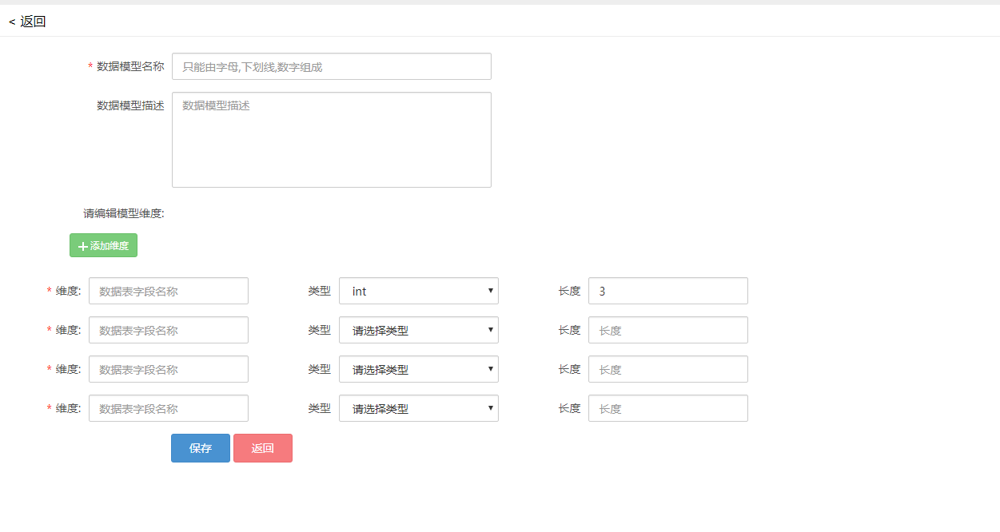 < 返回
* 数据模型名称 只能由字母,下划线,数字组成
数据模型描述 数据模型描述
请编辑模型维度:
+添加维度
* 维度: 数据表字段名称 类型 int 长度 3
* 维度: 数据表字段名称 类型 请选择类型 长度 长度
* 维度: 数据表字段名称 类型 请选择类型 长度 长度
* 维度: 数据表字段名称 类型 请选择类型 长度 长度
保存 返回